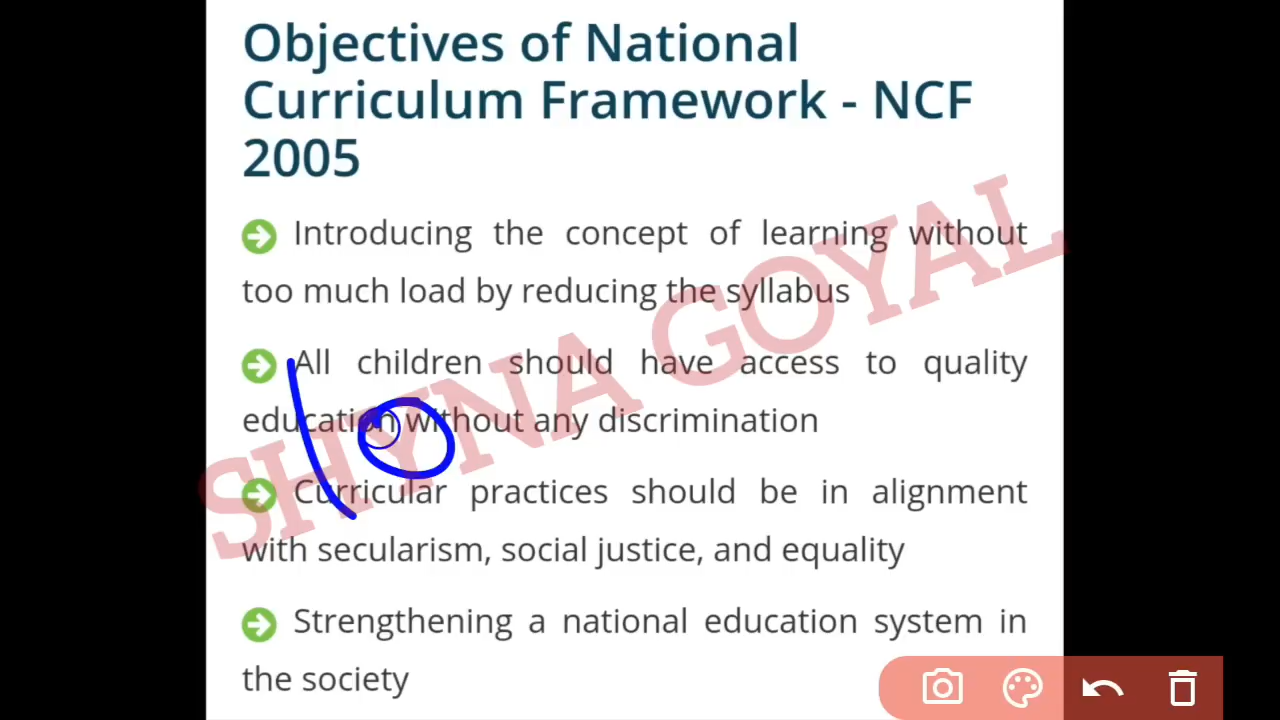 Objectives of National
Curriculum Framework - NCF
2005
Introducing the concept of learning without
too much load by reducing the syllabus
All children should have access to quality
education without any discrimination
Curricular practices should be in alignment
with secularism, social justice, and equality
Strengthening a national education system in
the society
SHYNA GOYAL
10